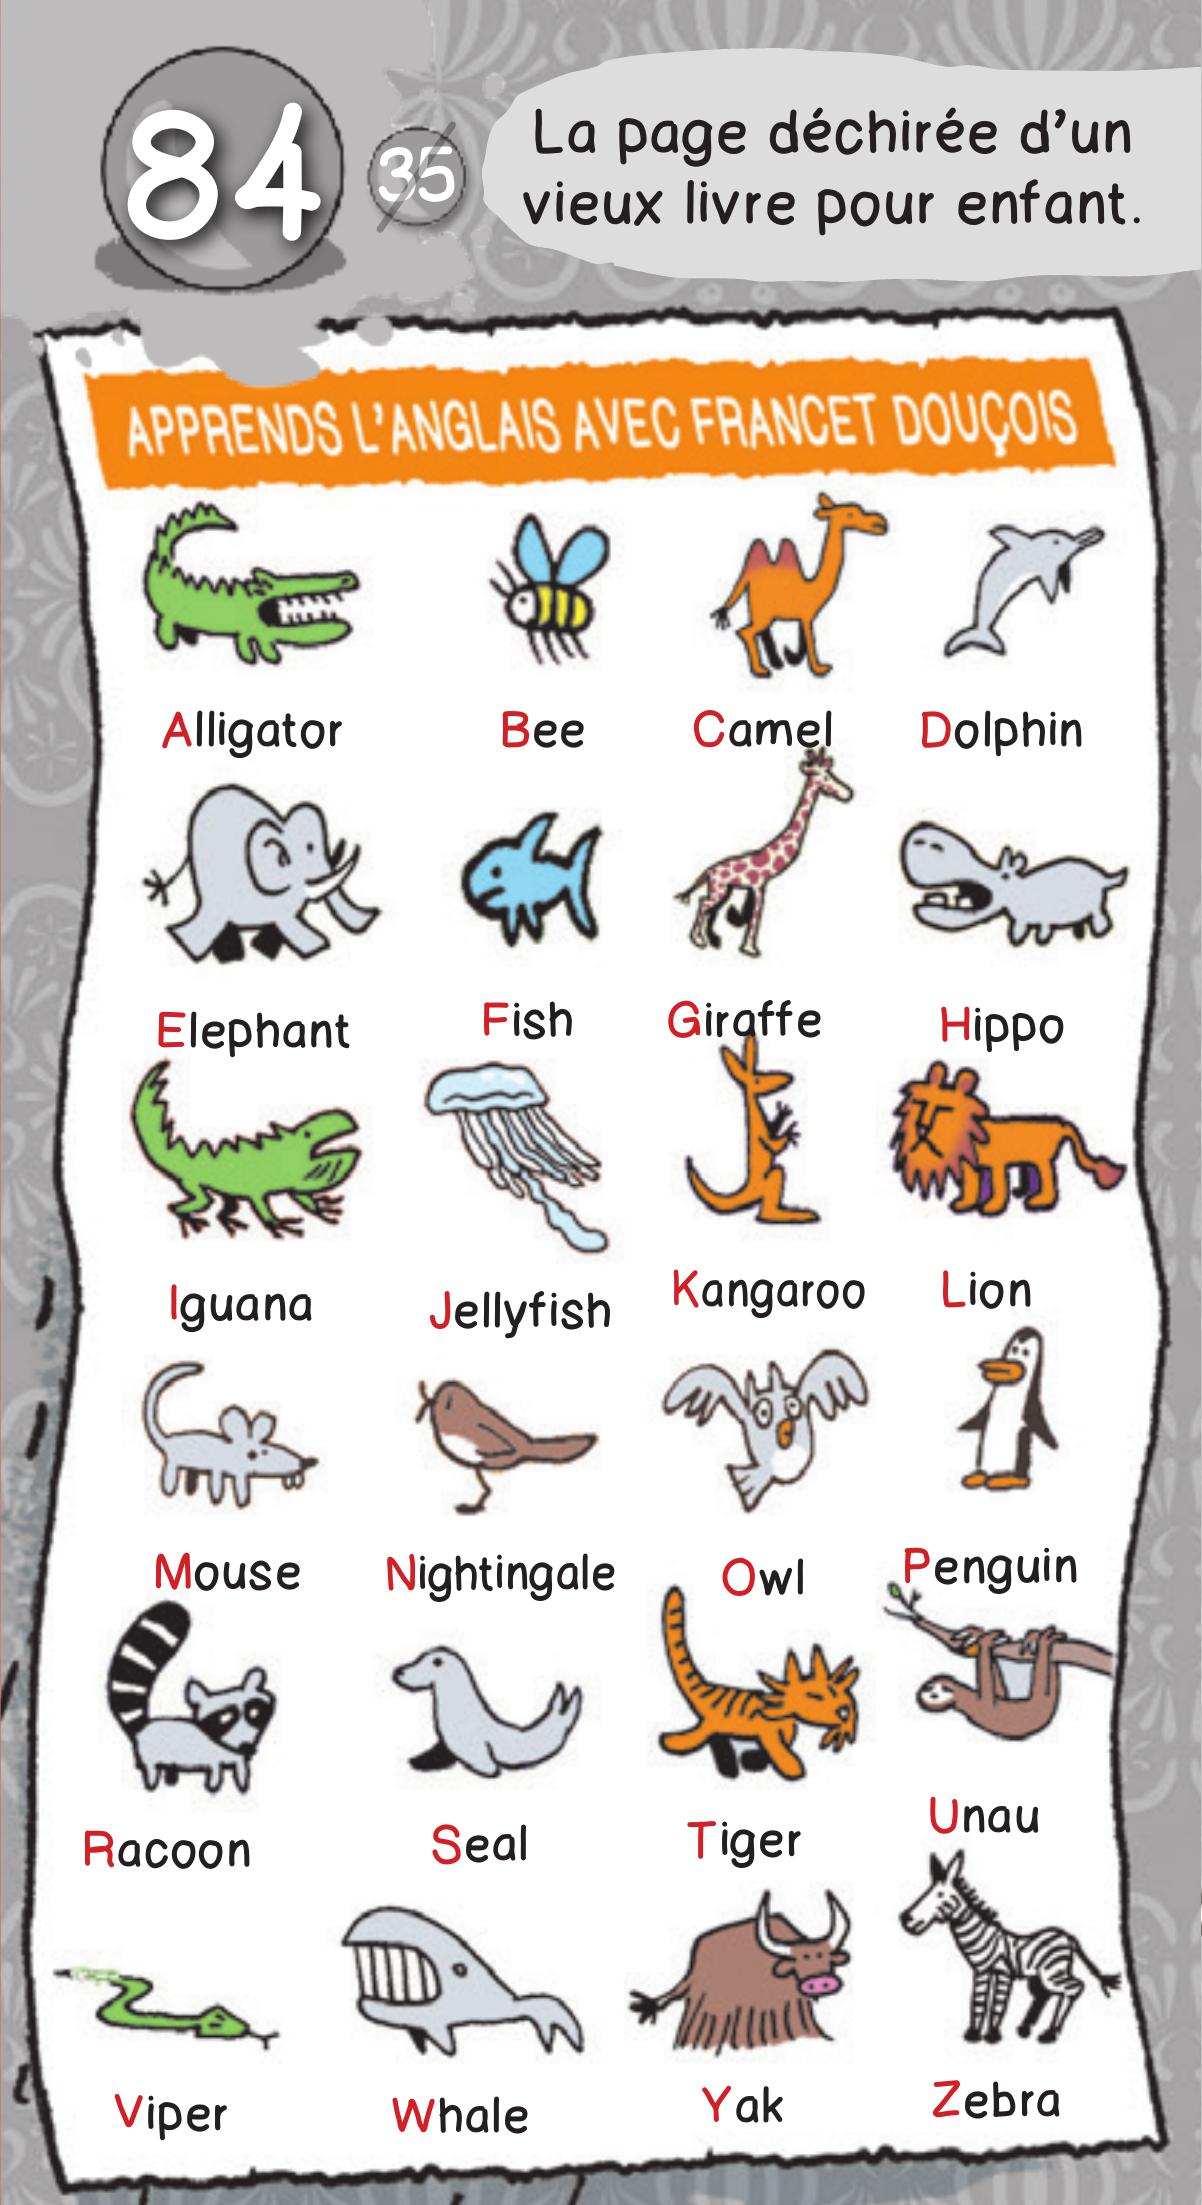 84
35
La page déchirée d'un
vieux livre pour enfant.
APPRENDS L'ANGLAIS AVEC FRANCET DOUÇOIS
Alligator
Bee
Camel
Dolphin
Elephant
Fish
Giraffe
Hippo
Iguana
Jellyfish
Kangaroo
Lion
Mouse
Nightingale
Owl
Penguin
Racoon
Seal
Tiger
Unau
Viper
Whale
Yak
Zebra